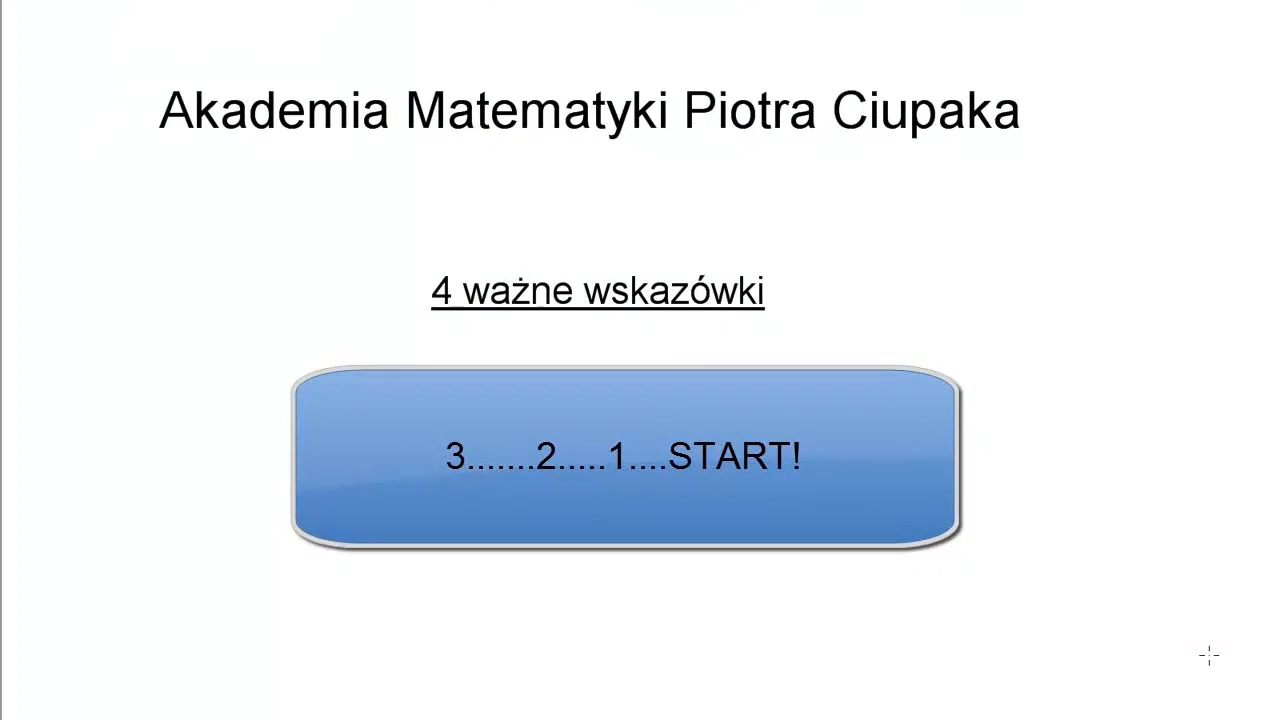 Akademia Matematyki Piotra Ciupaka
4 ważne wskazówki
3.......2.....1....START!